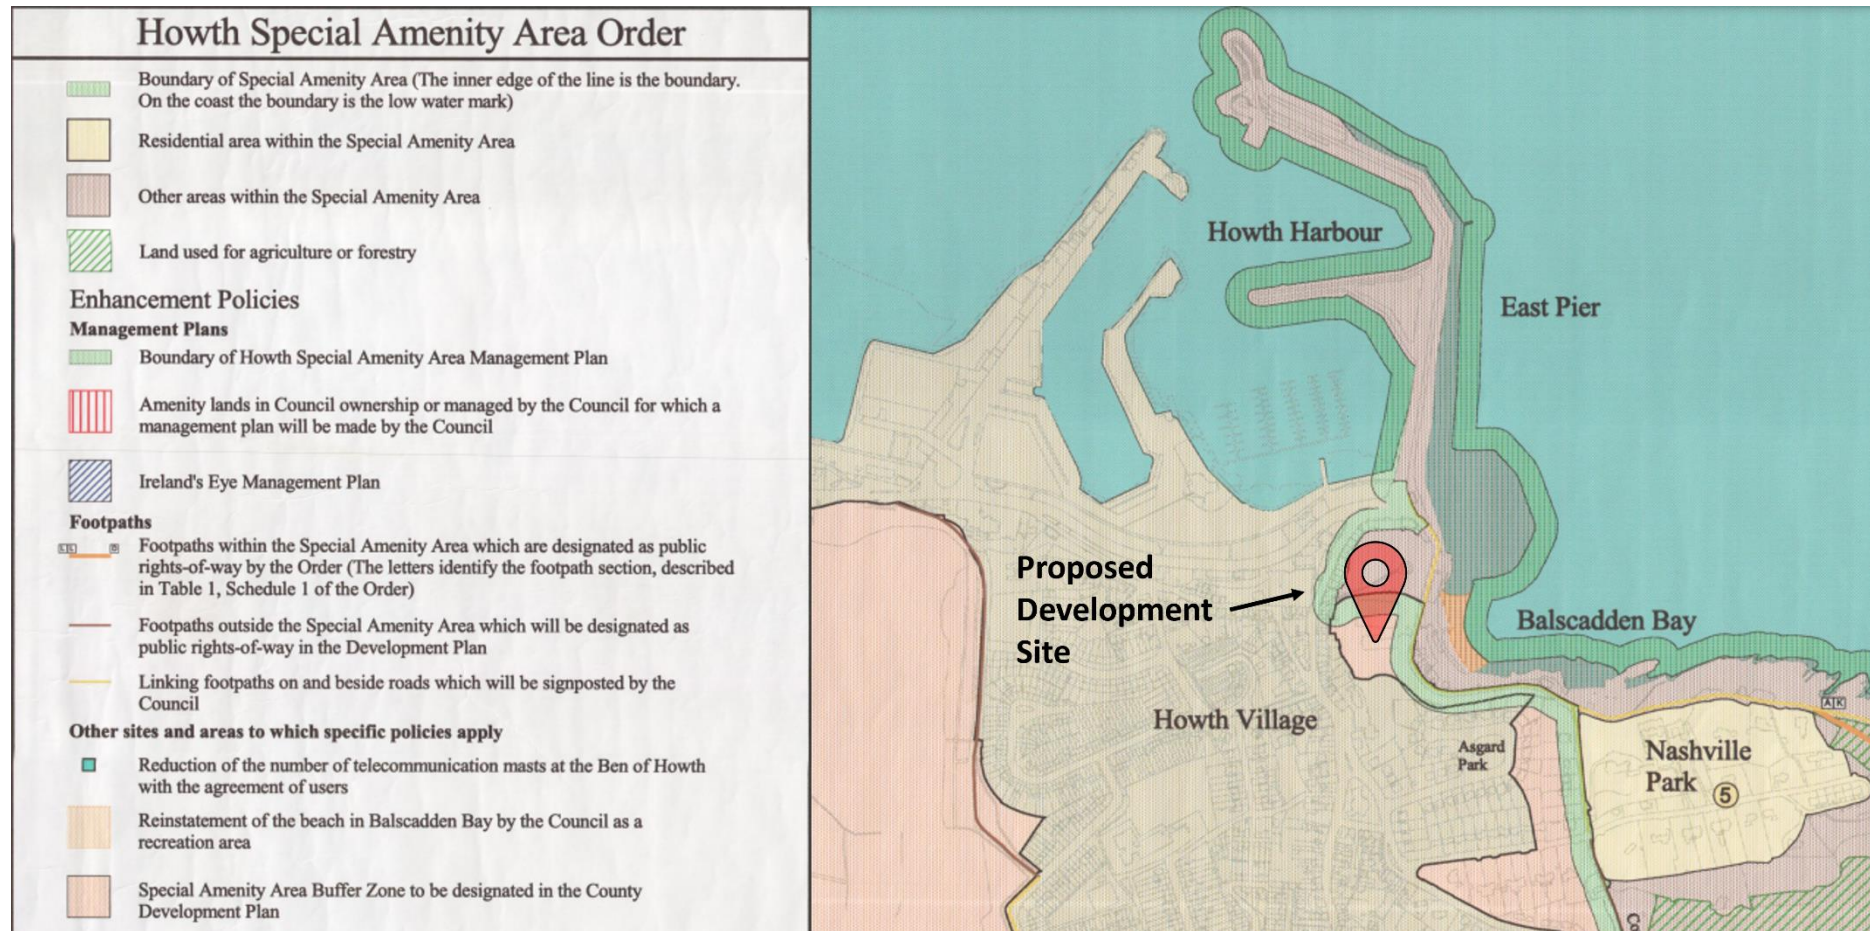 Howth Special Amenity Area Order
Boundary of Special Amenity Area (The inner edge of the line is the boundary.
On the coast the boundary is the low water mark)
Residential area within the Special Amenity Area
Other areas within the Special Amenity Area
Land used for agriculture or forestry
Enhancement Policies
Management Plans
Boundary of Howth Special Amenity Area Management Plan
Amenity lands in Council ownership or managed by the Council for which a
management plan will be made by the Council
Ireland's Eye Management Plan
Footpaths
Footpaths within the Special Amenity Area which are designated as public
rights-of-way by the Order (The letters identify the footpath section, described
in Table 1, Schedule 1 of the Order)
Footpaths outside the Special Amenity Area which will be designated as
public rights-of-way in the Development Plan
Linking footpaths on and beside roads which will be signposted by the
Council
Other sites and areas to which specific policies apply
Reduction of the number of telecommunication masts at the Ben of Howth
with the agreement of users
Reinstatement of the beach in Balscadden Bay by the Council as a
recreation area
Special Amenity Area Buffer Zone to be designated in the County
Development Plan
Howth Harbour
East Pier
Proposed
Development
Site
Balscadden Bay
Howth Village
Asgard
Park
Nashville
Park
5
A K
Co